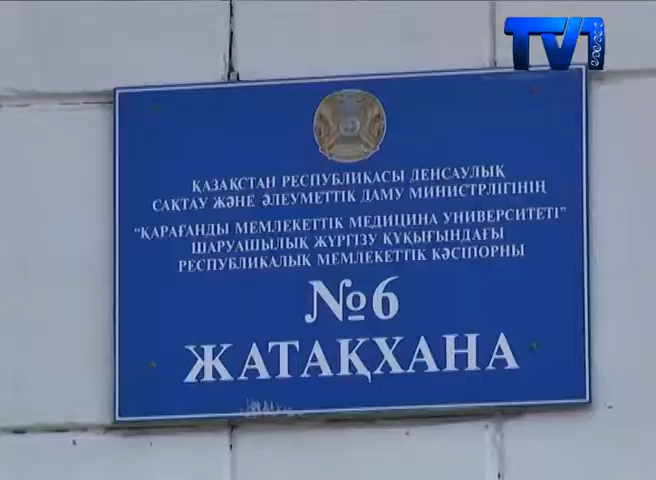 TV1
ҚАЗАҚСТАН РЕСПУБЛИКАСЫ ДЕНСАУЛЫҚ
САҚТАУ ЖӘНЕ ӘЛЕУМЕТТІК ДАМУ МИНИСТРЛІГІНІҢ
"ҚАРАҒАНДЫ МЕМЛЕКЕТТІК МЕДИЦИНА УНИВЕРСИТЕТІ"
ШАРУАШЫЛЫҚ ЖҮРГІЗУ ҚҰҚЫҒЫНДАҒЫ
РЕСПУБЛИКАЛЫҚ МЕМЛЕКЕТТІК КӘСІПОРНЫ
№6
ЖАТАҚХАНА